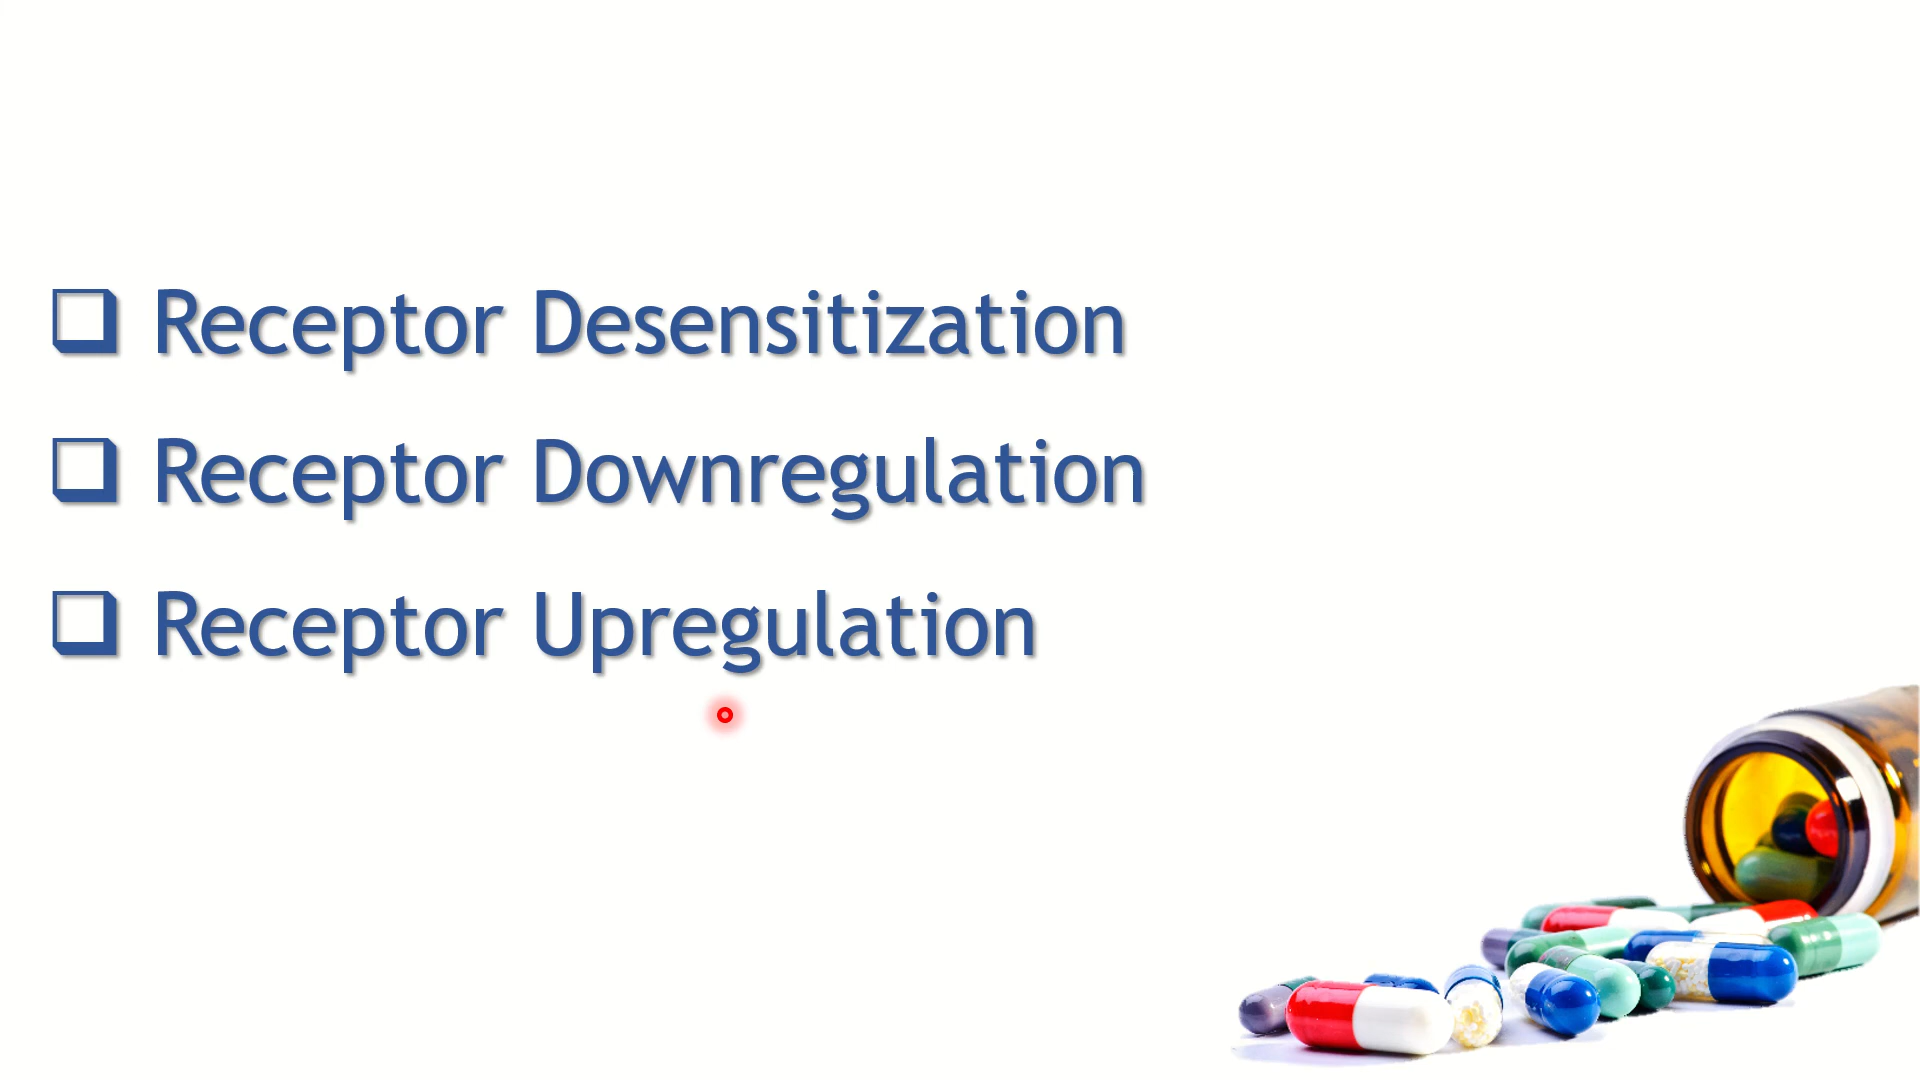 Receptor Desensitization
Receptor Downregulation
Receptor Upregulation